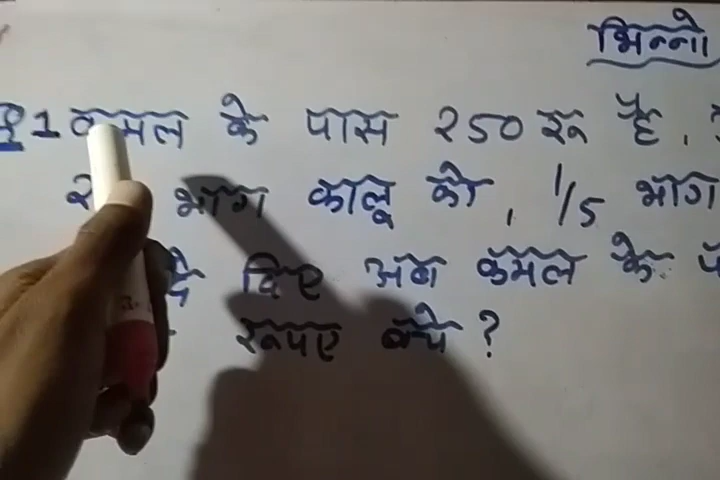 भिन्नो
1 कमल के पास 250 रू है,
भाग कालू को, 1/5 भाग
दिए अब कमल के
रूपए बचे ?